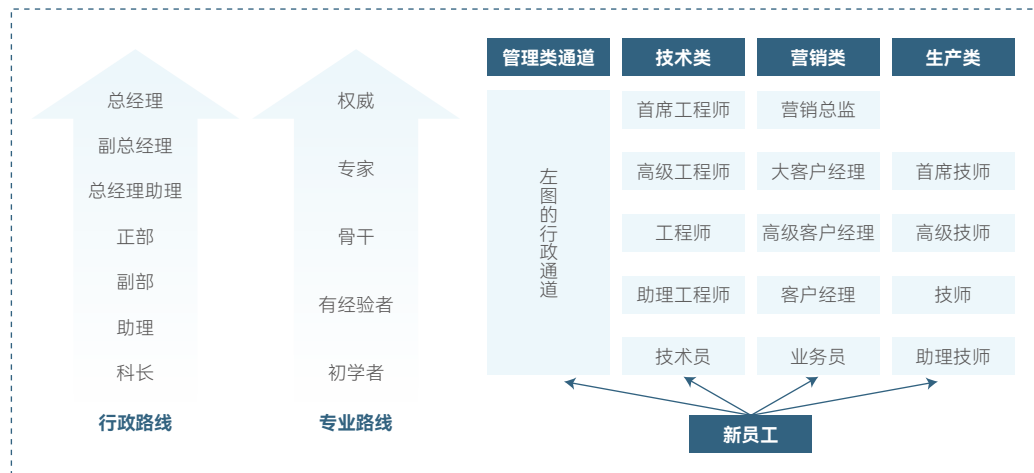 总经理
副总经理
总经理助理
正部
副部
助理
科长
行政路线
权威
专家
骨干
有经验者
初学者
专业路线
管理类通道
左图的行政通道
技术类
首席工程师
高级工程师
工程师
助理工程师
技术员
营销类
营销总监
大客户经理
高级客户经理
客户经理
业务员
生产类
首席技师
高级技师
技师
助理技师
新员工